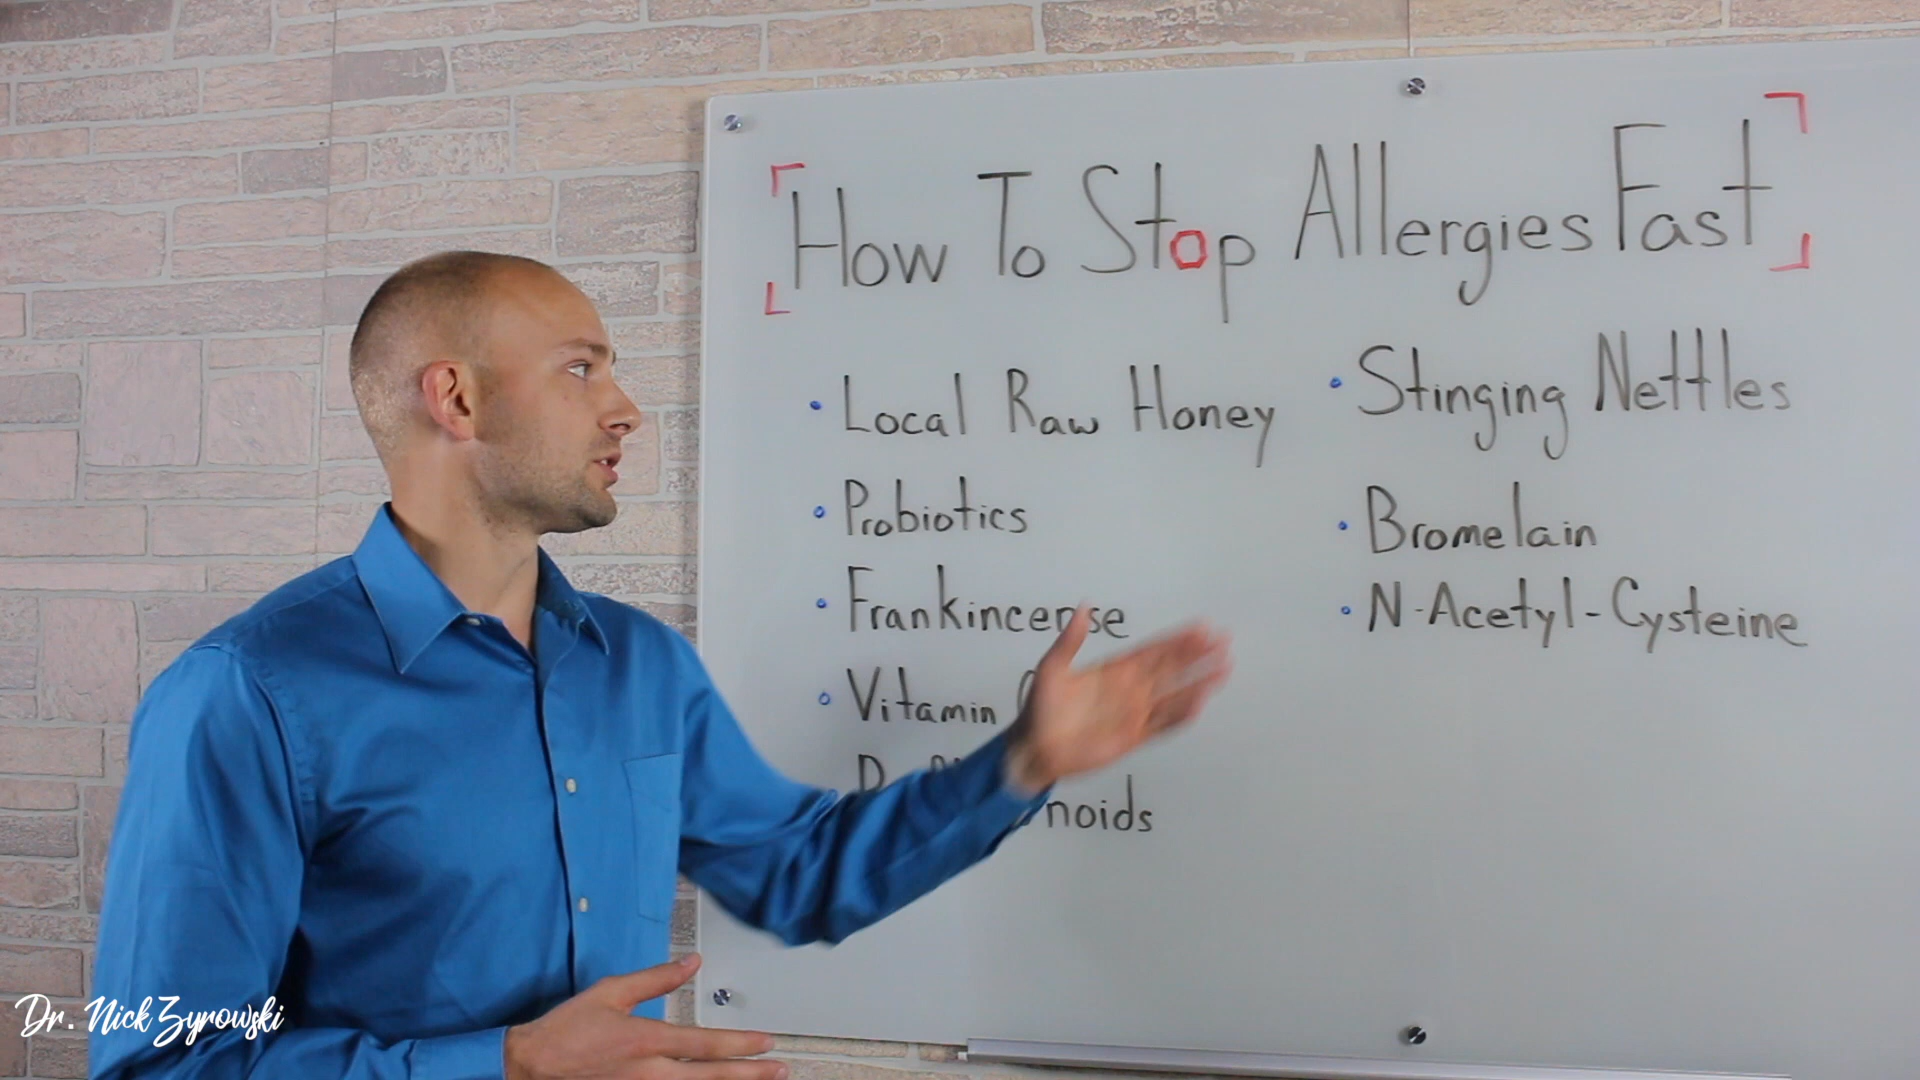 How To Stop Allergies Fast
• Local Raw Honey
• Probiotics
• Frankincense
• Vitamin
• Stinging Nettles
• Bromelain
• N-Acetyl-Cysteine
Dr. Nick Zyrowski